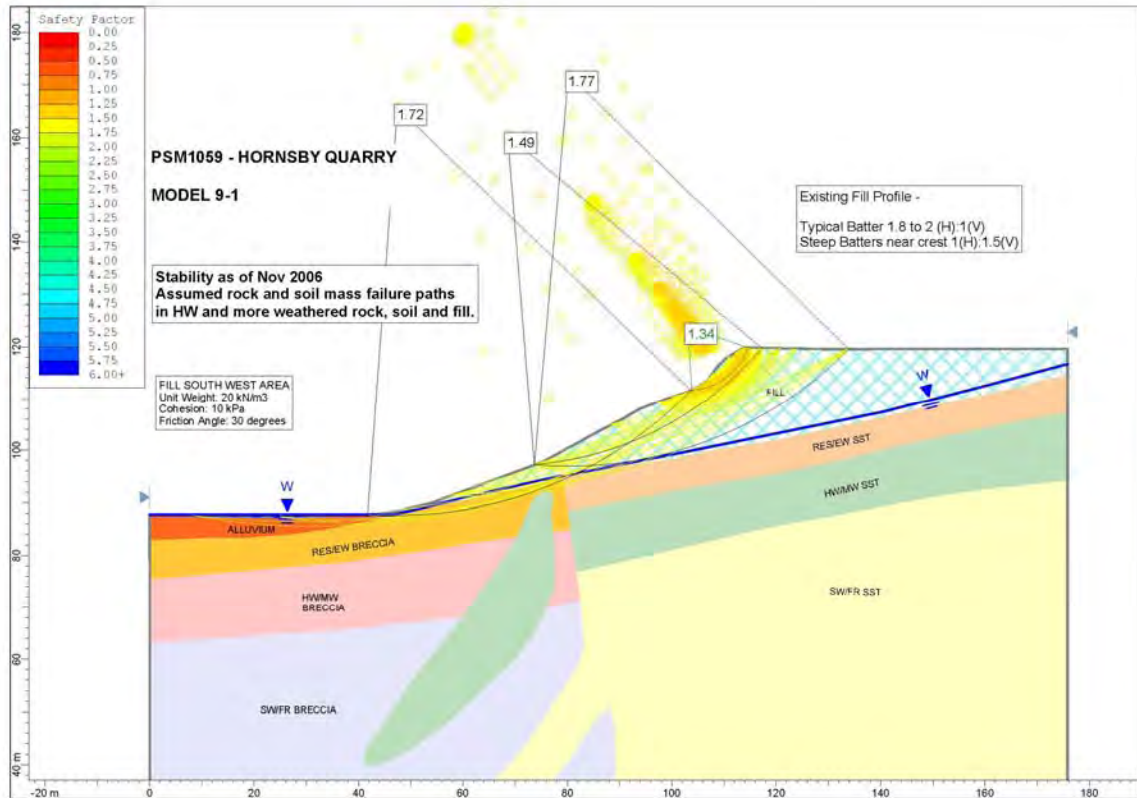 Safety Factor
0.00
0.25
0.50
0.75
1.00
1.25
1.50
1.75
2.00
2.25
2.50
2.75
3.00
3.25
3.50
3.75
4.00
4.25
4.50
4.75
5.00
5.25
5.50
5.75
6.00+
1.77
1.72
1.49
1.34
PSM1059 - HORNSBY QUARRY
MODEL 9-1
Existing Fill Profile -
Typical Batter 1.8 to 2 (H):1(V)
Steep Batters near crest 1(H):1.5(V)
Stability as of Nov 2006
Assumed rock and soil mass failure paths
in HW and more weathered rock, soil and fill.
FILL SOUTH WEST AREA
Unit Weight: 20 kN/m3
Cohesion: 10 kPa
Friction Angle: 30 degrees
FILL
W
W
RES/EW SST
HW/MW SST
ALLUVIUM
RES/EW BRECCIA
HW/MW
BRECCIA
SW/FR SST
SW/FR BRECCIA
180
160
140
120
100
80
60
40 m
-20 m
0
20
40
60
80
100
120
140
160
180